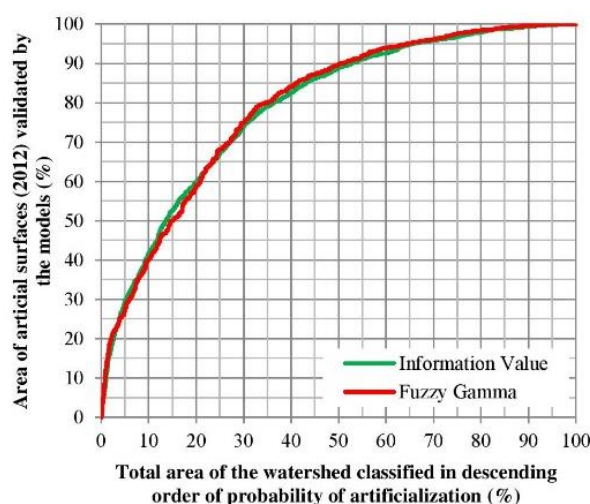 Area of articial surfaces (2012) validated by
the models (%)
100
90
80
70
60
50
40
30
20
10
0
Information Value
Fuzzy Gamma
0 10 20 30 40 50 60 70 80 90 100
Total area of the watershed classified in descending
order of probability of artificialization (%)